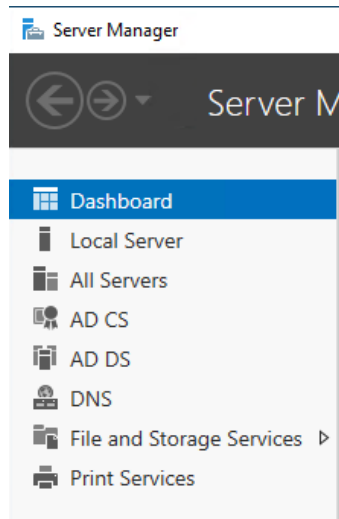 Server Manager
Server M
Dashboard
Local Server
All Servers
AD CS
AD DS
DNS
File and Storage Services
Print Services